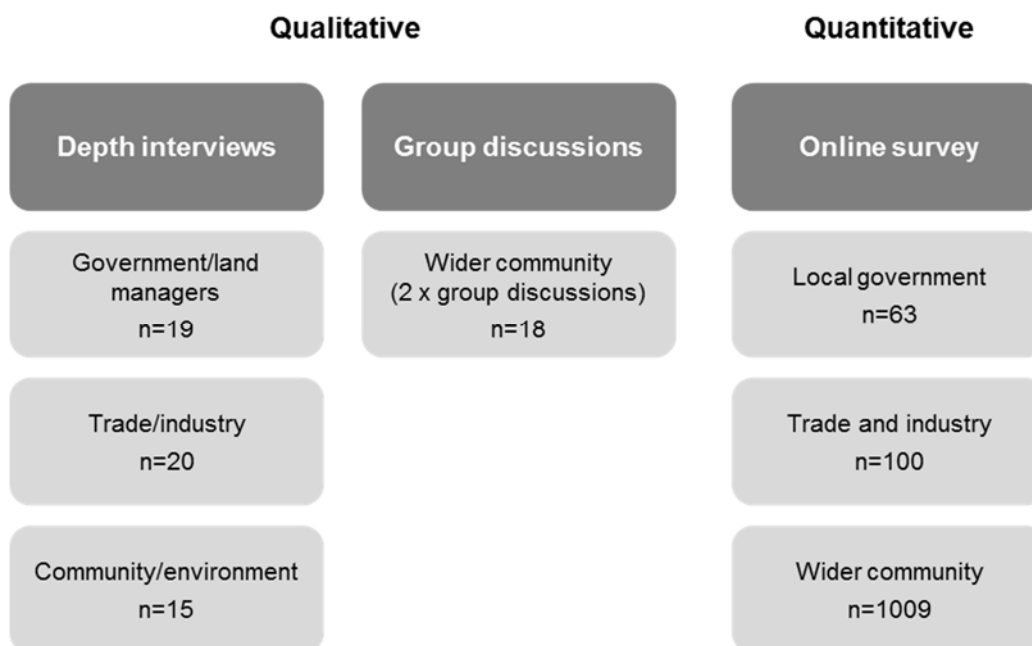 Qualitative
Quantitative
Depth interviews
Group discussions
Online survey
Government/land
managers
n=19
Wider community
(2 x group discussions)
n=18
Local government
n=63
Trade/industry
n=20
Trade and industry
n=100
Community/environment
n=15
Wider community
n=1009